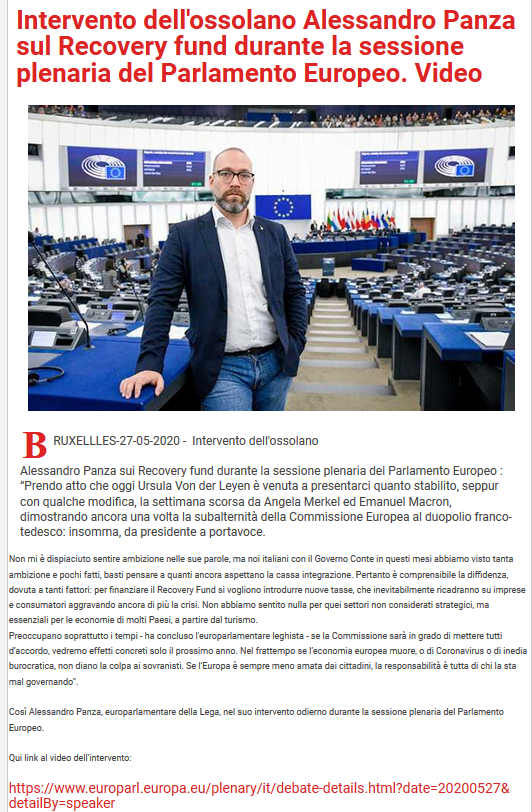 Intervento dell'ossolano Alessandro Panza
sul Recovery fund durante la sessione
plenaria del Parlamento Europeo. Video
B RUXELLLES-27-05-2020 - Intervento dell'ossolano
Alessandro Panza sui Recovery fund durante la sessione plenaria del Parlamento Europeo :
“Prendo atto che oggi Ursula Von der Leyen è venuta a presentarci quanto stabilito, seppur
con qualche modifica, la settimana scorsa da Angela Merkel ed Emanuel Macron,
dimostrando ancora una volta la subalternità della Commissione Europea al duopolio franco-
tedesco: insomma, da presidente a portavoce.
Non mi è dispiaciuto sentire ambizione nelle sue parole, ma noi italiani con il Governo Conte in questi mesi abbiamo visto tanta
ambizione e pochi fatti, basti pensare a quanti ancora aspettano la cassa integrazione. Pertanto è comprensibile la diffidenza,
dovuta a tanti fattori: per finanziare il Recovery Fund si vogliono introdurre nuove tasse, che inevitabilmente ricadranno su imprese
e consumatori aggravando ancora di più la crisi. Non abbiamo sentito nulla per quei settori non considerati strategici, ma
essenziali per le economie di molti Paesi, a partire dal turismo.
Preoccupano soprattutto i tempi - ha concluso l'europarlamentare leghista - se la Commissione sarà in grado di mettere tutti
d'accordo, vedremo effetti concreti solo il prossimo anno. Nel frattempo se l'economia europea muore, o di Coronavirus o di inedia
burocratica, non diano la colpa ai sovranisti. Se l'Europa è sempre meno amata dai cittadini, la responsabilità è tutta di chi la sta
mal governando”.
Così Alessandro Panza, europarlamentare della Lega, nel suo intervento odierno durante la sessione plenaria del Parlamento
Europeo.
Qui link al video dell'intervento:
https://www.europarl.europa.eu/plenary/it/debate-details.html?date=20200527&
detailBy=speaker